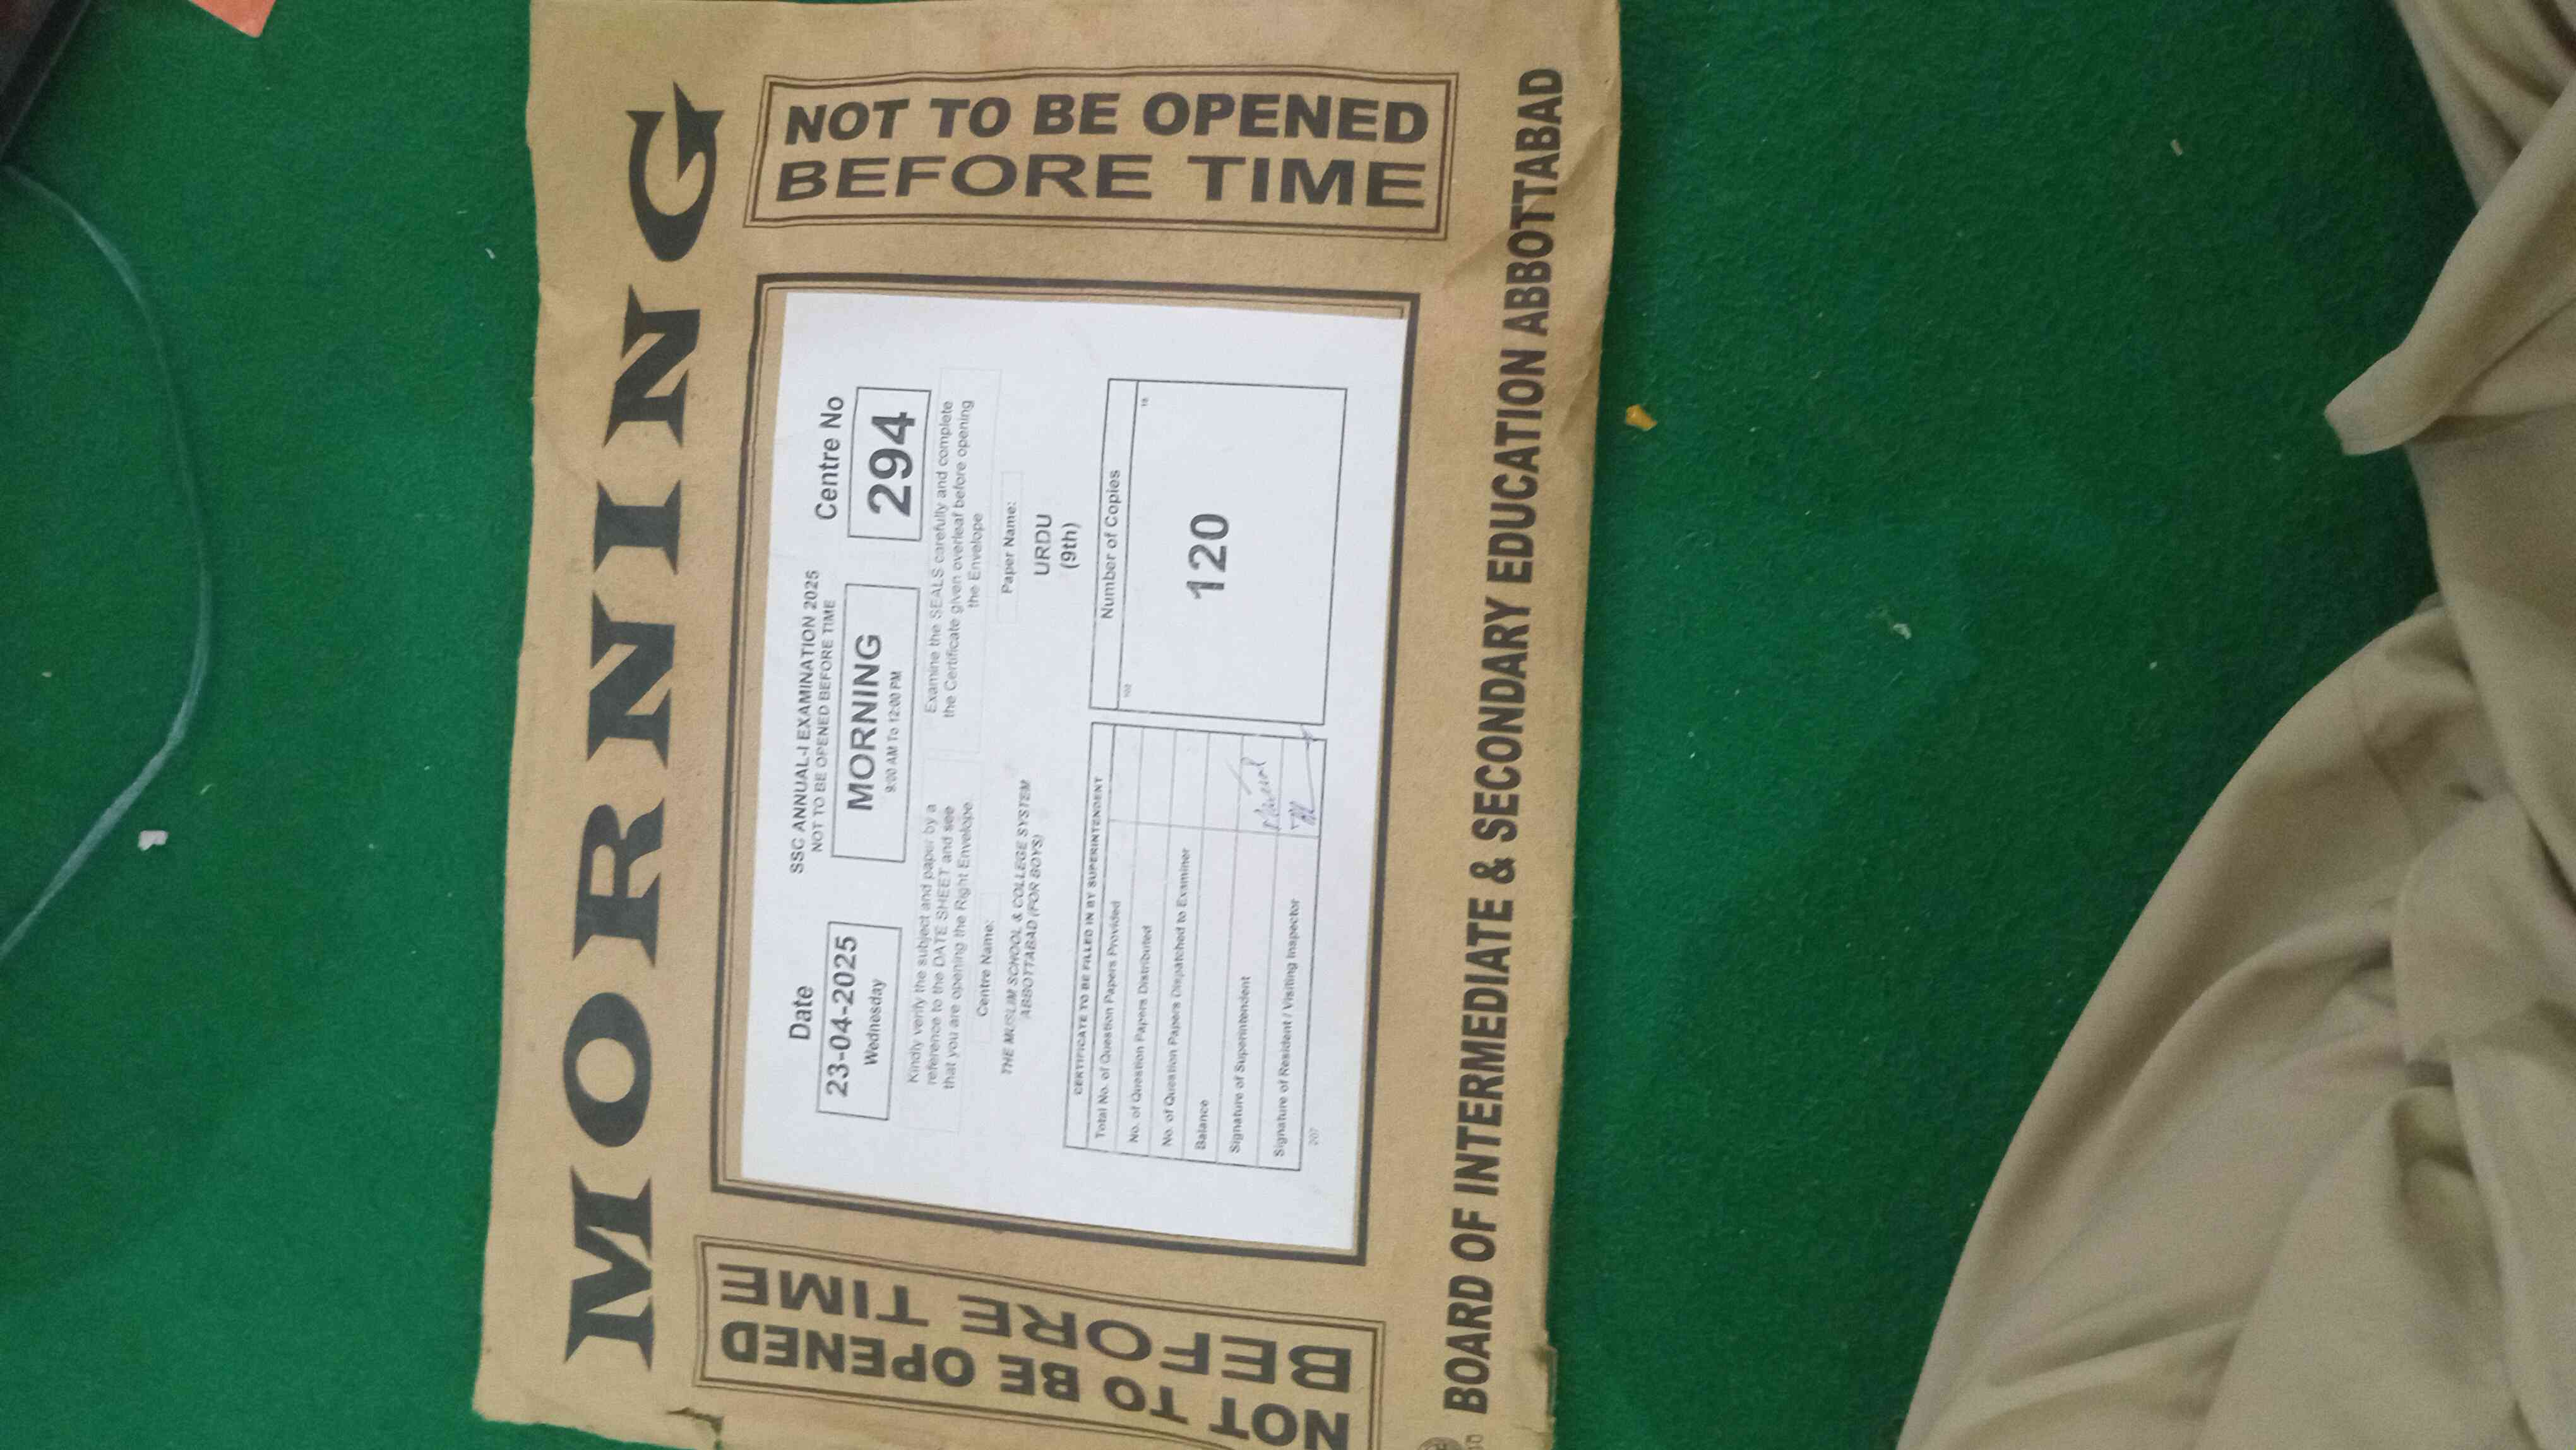 MORNING
NOT TO BE OPENED
BEFORE TIME
SSC ANNUAL-I EXAMINATION 2025
NOT TO BE OPENED BEFORE TIME
Date
23-04-2025
Wednesday
MORNING
9:00 AM To 12:00 PM
Centre No
294
Kindly verify the subject and paper by a
reference to the DATE SHEET and see
that you are opening the Right Envelope.
Examine the SEALS carefully and complete
the Certificate given overleaf before opening
the Envelope
Centre Name:
THE MUSLIM SCHOOL & COLLEGE SYSTEM
ABBOTTABAD (FOR BOYS)
Paper Name:
URDU
(9th)
CERTIFICATE TO BE FILLED IN BY SUPERINTENDENT
Total No. of Question Papers Provided
No. of Question Papers Distributed
No. of Question Papers Dispatched to Examiner
Balance
Signature of Superintendent
Signature of Resident / Visiting Inspector
207
Number of Copies
120
NOT TO BE OPENED
BEFORE TIME
BOARD OF INTERMEDIATE & SECONDARY EDUCATION ABBOTTABAD